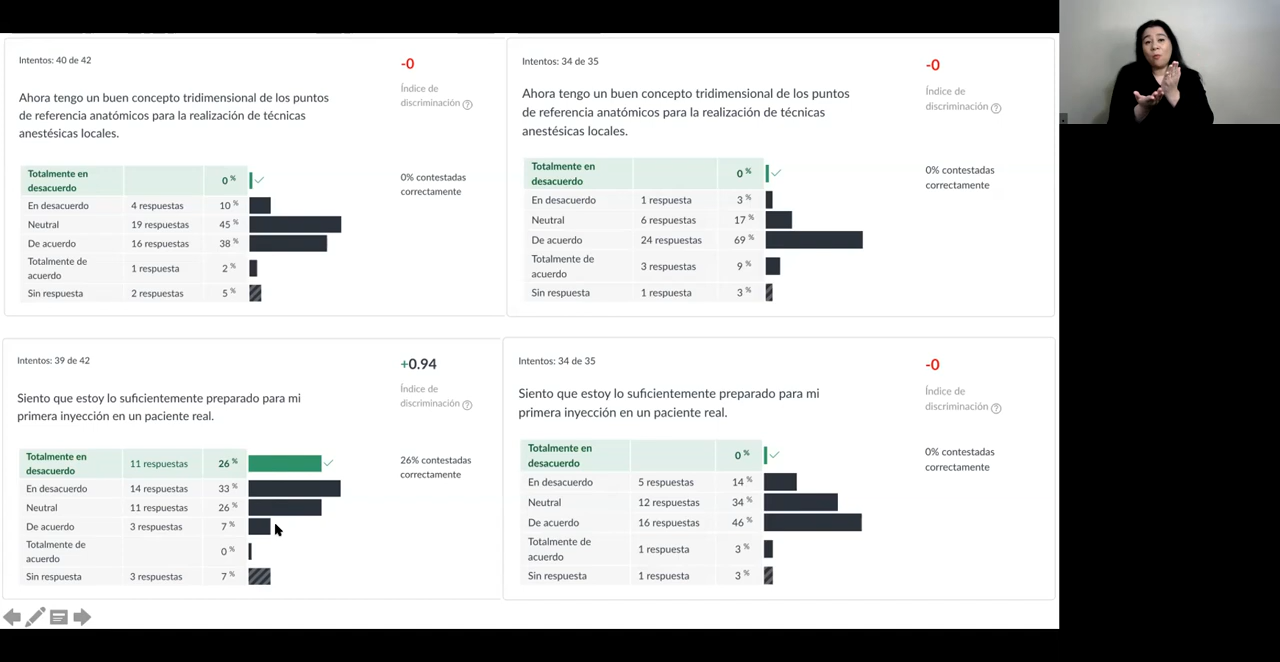 Intentos: 40 de 42
-0
Índice de
discriminación ?
Ahora tengo un buen concepto tridimensional de los puntos
de referencia anatómicos para la realización de técnicas
anestésicas locales.
Totalmente en
desacuerdo
0 %
0% contestadas
correctamente
En desacuerdo 4 respuestas 10 %
Neutral 19 respuestas 45 %
De acuerdo 16 respuestas 38 %
Totalmente de
acuerdo
1 respuesta 2 %
Sin respuesta 2 respuestas 5 %
Intentos: 34 de 35
-0
Índice de
discriminación ?
Ahora tengo un buen concepto tridimensional de los puntos
de referencia anatómicos para la realización de técnicas
anestésicas locales.
Totalmente en
desacuerdo
0 %
0% contestadas
correctamente
En desacuerdo 1 respuesta 3 %
Neutral 6 respuestas 17 %
De acuerdo 24 respuestas 69 %
Totalmente de
acuerdo
3 respuestas 9 %
Sin respuesta 1 respuesta 3 %
Intentos: 39 de 42
+0.94
Índice de
discriminación ?
Siento que estoy lo suficientemente preparado para mi
primera inyección en un paciente real.
Totalmente en
desacuerdo
11 respuestas 26 %
26% contestadas
correctamente
En desacuerdo 14 respuestas 33 %
Neutral 11 respuestas 26 %
De acuerdo 3 respuestas 7 %
Totalmente de
acuerdo
0 %
Sin respuesta 3 respuestas 7 %
Intentos: 34 de 35
-0
Índice de
discriminación ?
Siento que estoy lo suficientemente preparado para mi
primera inyección en un paciente real.
Totalmente en
desacuerdo
0 %
0% contestadas
correctamente
En desacuerdo 5 respuestas 14 %
Neutral 12 respuestas 34 %
De acuerdo 16 respuestas 46 %
Totalmente de
acuerdo
1 respuesta 3 %
Sin respuesta 1 respuesta 3 %